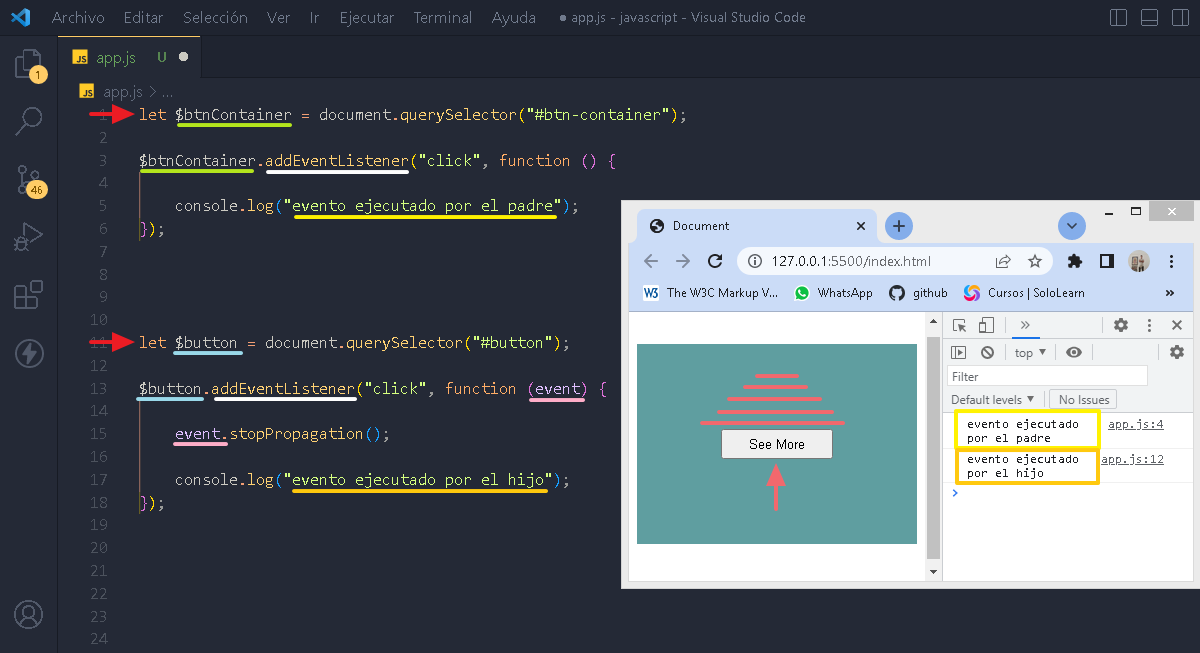 Archivo Editar Selección Ver Ir Ejecutar Terminal Ayuda ● app.js - javascript - Visual Studio Code
JS app.js U ●
JS app.js > ...
1 let $btnContainer = document.querySelector("#btn-container");
2
3 $btnContainer.addEventListener("click", function () {
4
5 console.log("evento ejecutado por el padre");
6 });
7
8
9
10
11 let $button = document.querySelector("#button");
12
13 $button.addEventListener("click", function (event) {
14
15 event.stopPropagation();
16
17 console.log("evento ejecutado por el hijo");
18 });
19
20
21
22
23
24
1
46
Document
127.0.0.1:5500/index.html
W3 The W3C Markup V... WhatsApp github Cursos | SoloLearn »
See More
»
top ▼
Filter
Default levels ▼ No Issues
evento ejecutado app.js:4
por el padre
evento ejecutado app.js:12
por el hijo
>